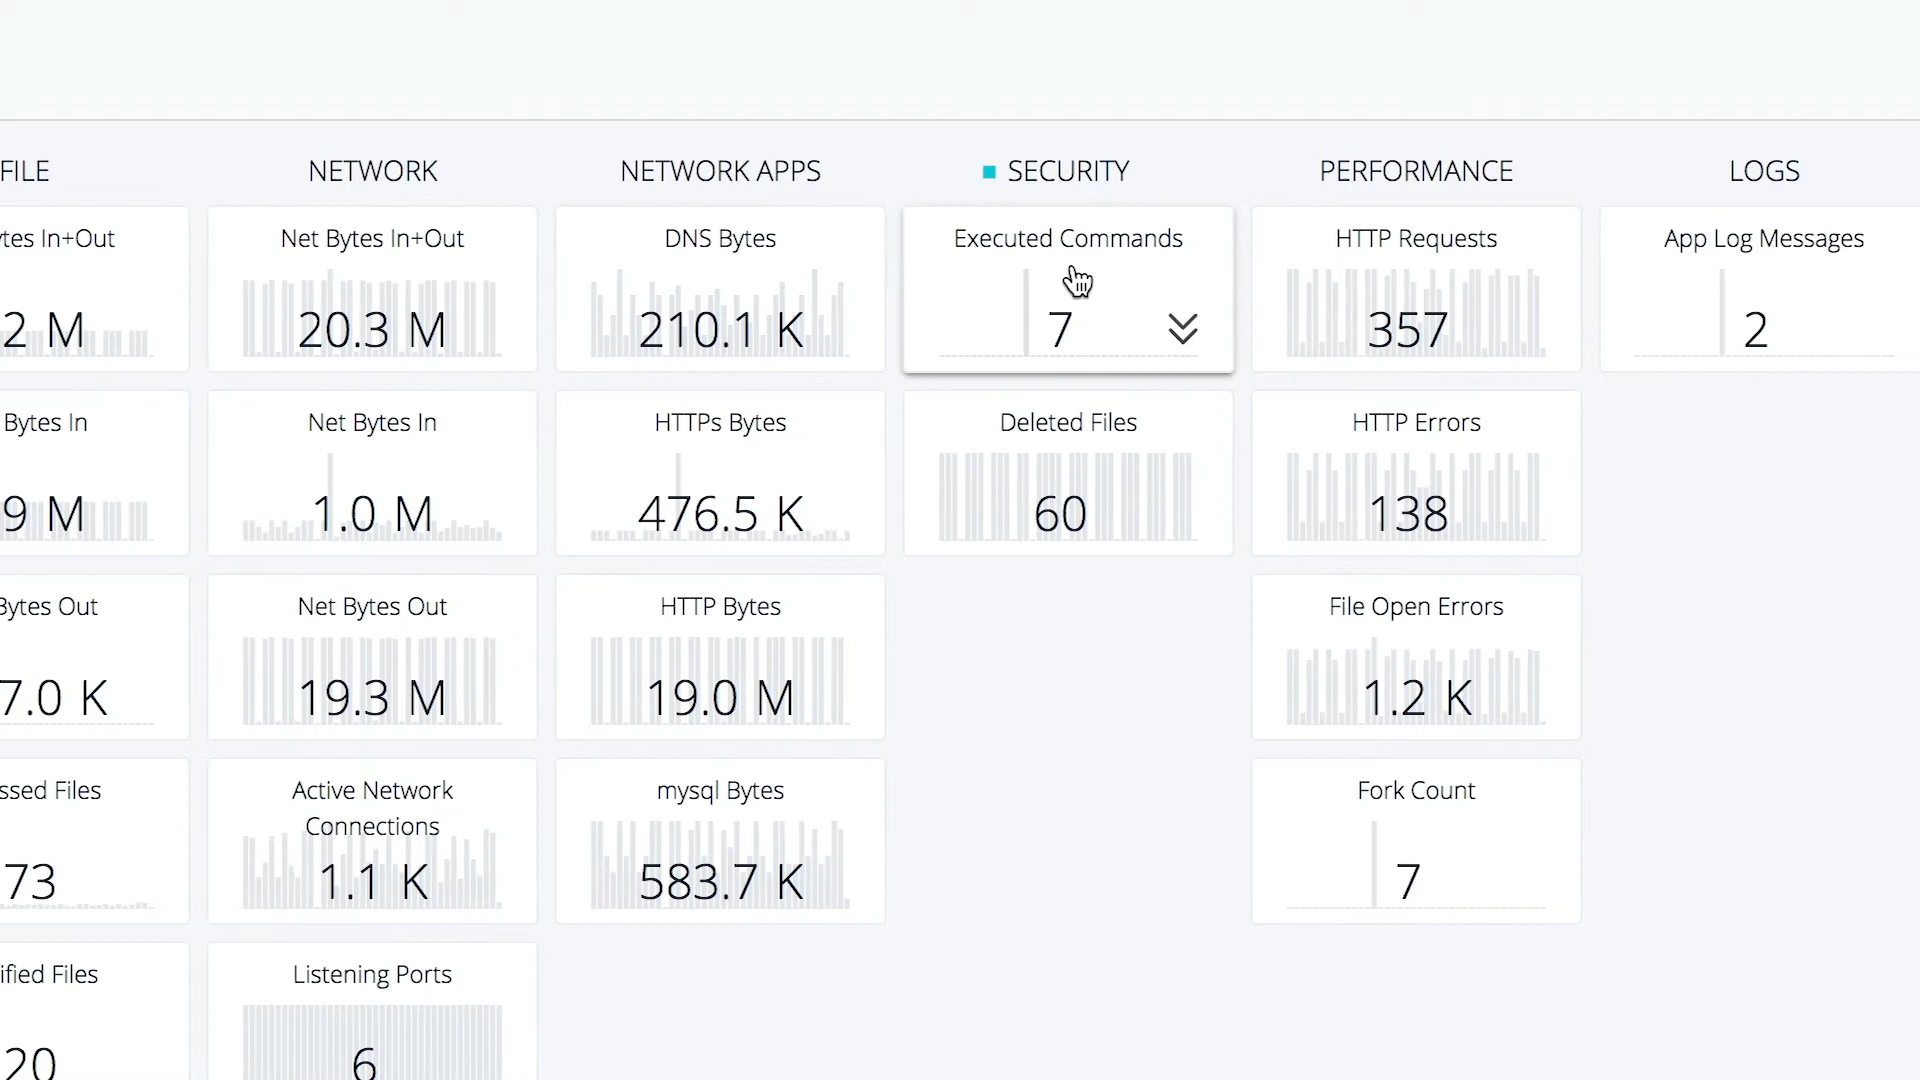 FILE
NETWORK
NETWORK APPS
SECURITY
PERFORMANCE
LOGS
In+Out
2 M
Net Bytes In+Out
20.3 M
DNS Bytes
210.1 K
Executed Commands
7
HTTP Requests
357
App Log Messages
2
Bytes In
9 M
Net Bytes In
1.0 M
HTTPs Bytes
476.5 K
Deleted Files
60
HTTP Errors
138
Bytes Out
7.0 K
Net Bytes Out
19.3 M
HTTP Bytes
19.0 M
File Open Errors
1.2 K
ssed Files
73
Active Network
Connections
1.1 K
mysql Bytes
583.7 K
Fork Count
7
ified Files
20
Listening Ports
6